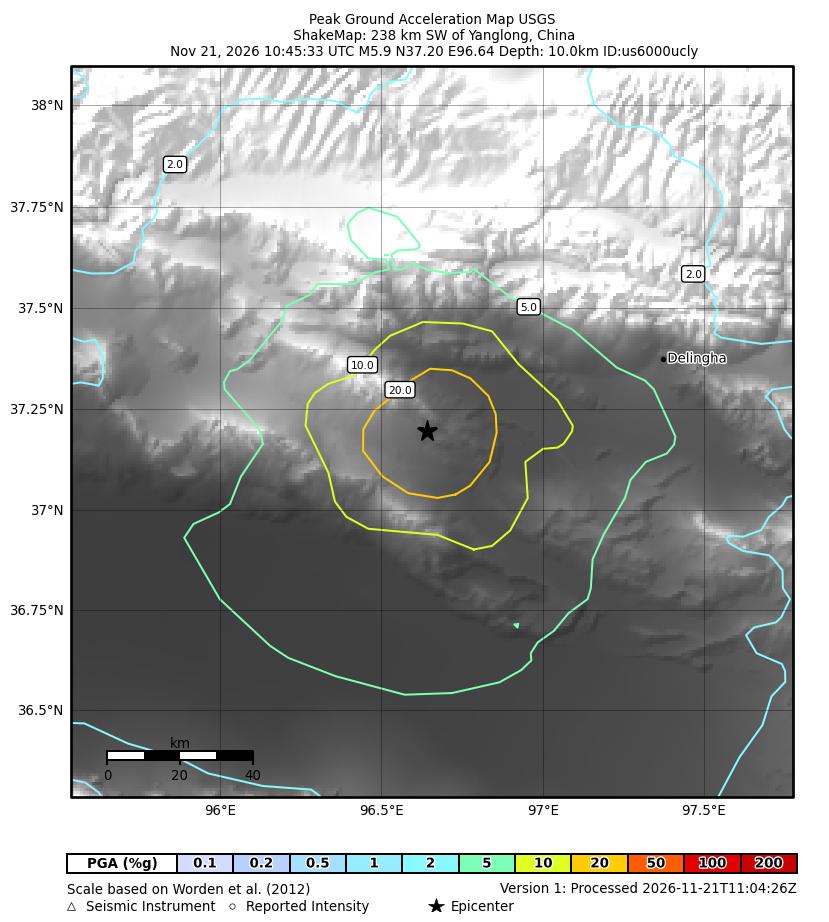 Peak Ground Acceleration Map USGS
ShakeMap: 238 km SW of Yanglong, China
Nov 21, 2026 10:45:33 UTC M5.9 N37.20 E96.64 Depth: 10.0km ID:us6000ucly
38°N
2.0
37.75°N
2.0
37.5°N
5.0
Delingha
10.0
20.0
37.25°N
37°N
36.75°N
36.5°N
km
0 20 40
96°E 96.5°E 97°E 97.5°E
PGA (%g) 0.1 0.2 0.5 1 2 5 10 20 50 100 200
Scale based on Worden et al. (2012) Version 1: Processed 2026-11-21T11:04:26Z
△ Seismic Instrument ○ Reported Intensity ★ Epicenter